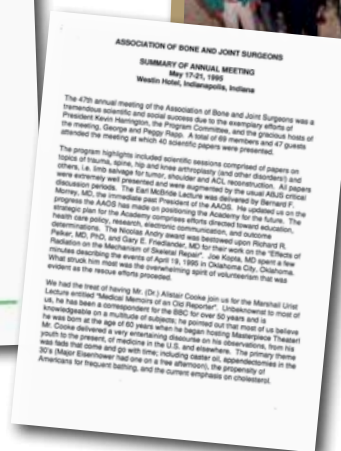 ASSOCIATION OF BONE AND JOINT SURGEONS
SUMMARY OF ANNUAL MEETING
May 17-21, 1995
Westin Hotel, Indianapolis, Indiana
The 47th annual meeting of the Association of Bone and Joint Surgeons was a
tremendous scientific and social success due to the exemplary efforts of
President Kevin Harrington, the Program Committee, and the gracious hosts of
the meeting, George and Peggy Rapp. A total of 69 members and 47 guests
attended the meeting at which 40 scientific papers were presented.
The program highlights included scientific sessions comprised of papers on
topics of trauma, spine, hip and knee arthroplasty (and other disorders!) and
others, i.e. limb salvage for tumor, shoulder and ACL reconstruction. All papers
were extremely well presented and were augmented by the usual ABJS critical
discussion periods. The Earl McBride Lecture was delivered by Bernard F.
Morrey, MD, the immediate past President of the AAOS. He updated us on the
progress the AAOS has made on positioning the Academy for the future. The
strategic plan for the Academy comprises efforts directed toward education,
health care policy, research, electronic communication, and outcome
determinations. The Nicolas Andry award was bestowed upon Richard R.
Pelker, MD, PhD, and Gary E. Friedlander, MD for their work on the "Effects of
Radiation on the Mechanism of Skeletal Repair". Joe Kopta, MD spent a few
minutes describing the events of April 19, 1995 in Oklahoma City, Oklahoma.
What struck him most was the overwhelming spirit of volunteerism that was
evident as the rescue efforts proceeded.
We had the treat of having Mr. (Dr.) Alistair Cooke join us for the Marshall Urist
Lecture entitled "Medical Memoirs of an Old Reporter". Unbeknownst to most of
us, he has been a correspondent for the BBC for over 50 years and is
knowledgeable on a multitude of subjects; he pointed out that most of us believe
he was born at the age of 60 years when he began hosting Masterpiece Theater!
Mr. Cooke delivered a very entertaining discourse on his observations, from his
youth to the present, of medicine in the U.S. and elsewhere. The primary theme
was fads that come and go with time; including castor oil, appendectomies in the
30's (Major Eisenhower had one on a free afternoon), the propensity of
Americans for frequent bathing, and the current emphasis on cholesterol.